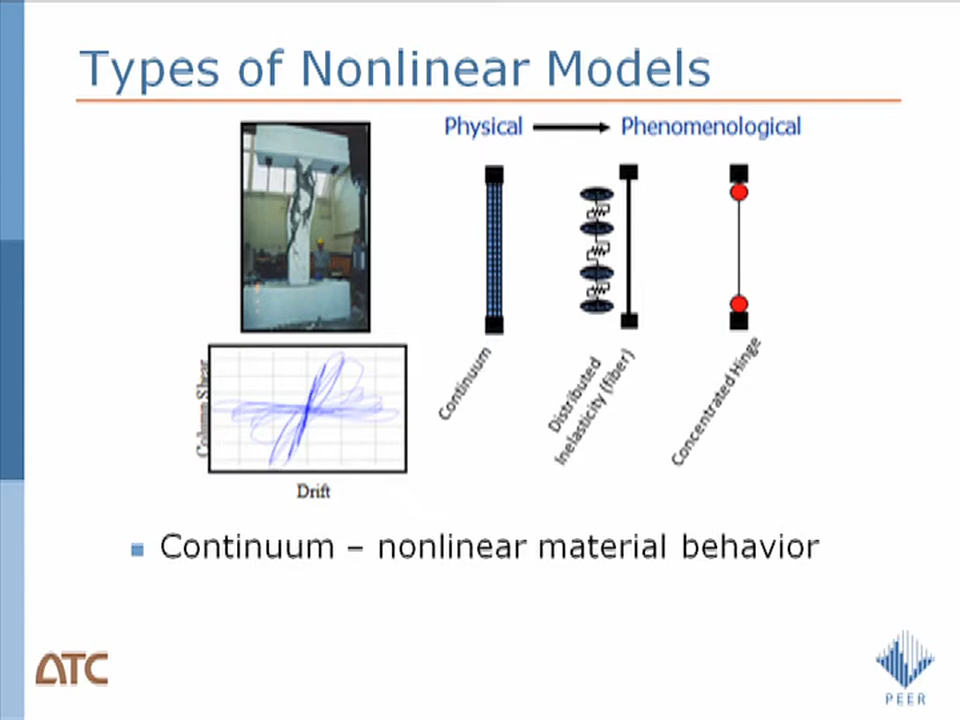 Types of Nonlinear Models
Physical
Phenomenological
Column Shear
Drift
Continuum
Distributed
Inelasticity (fiber)
Concentrated Hinge
Continuum – nonlinear material behavior
ATC
PEER